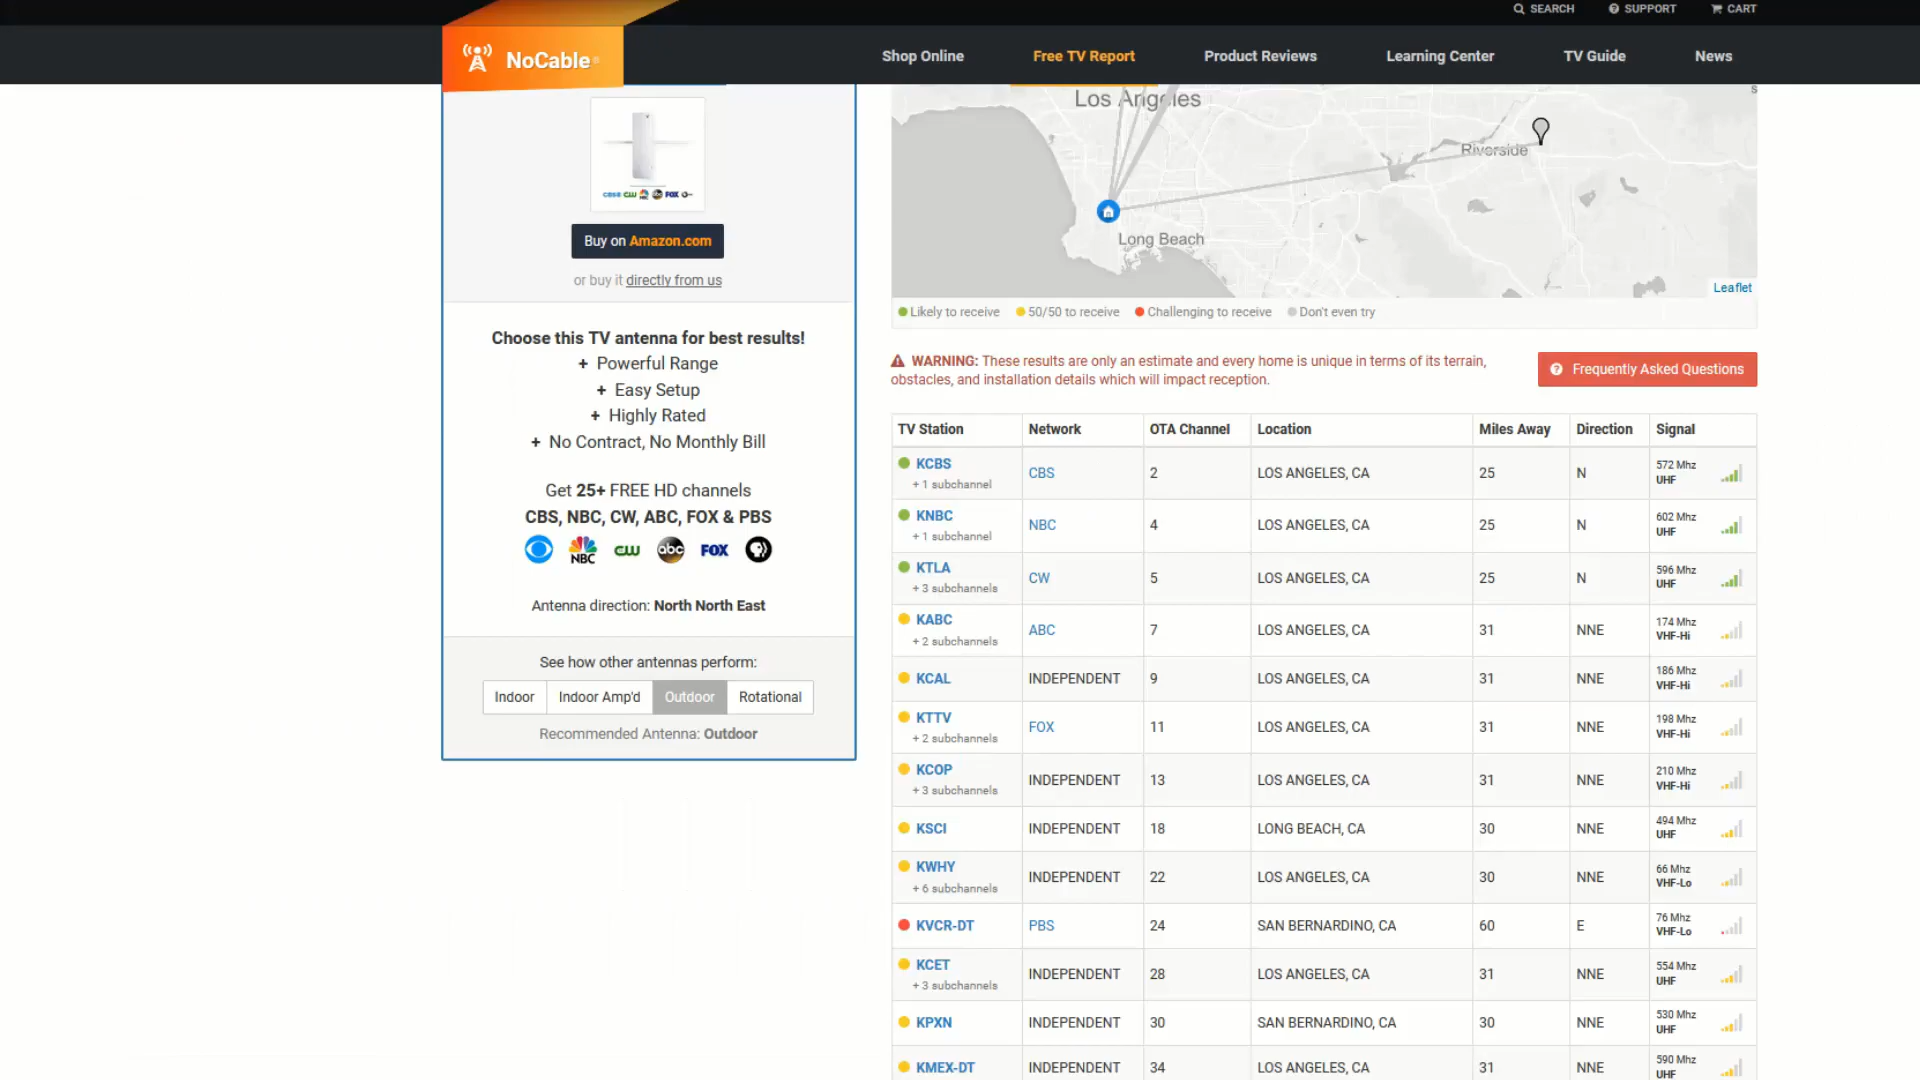 SEARCH
SUPPORT
CART
NoCable
Shop Online
Free TV Report
Product Reviews
Learning Center
TV Guide
News
Buy on Amazon.com
or buy it directly from us
Choose this TV antenna for best results!
+ Powerful Range
+ Easy Setup
+ Highly Rated
+ No Contract, No Monthly Bill
Get 25+ FREE HD channels
CBS, NBC, CW, ABC, FOX & PBS
NBC CW abc FOX
Antenna direction: North North East
See how other antennas perform:
Indoor Indoor Amp'd Outdoor Rotational
Recommended Antenna: Outdoor
Los Angeles
Riverside
Long Beach
Leaflet
Likely to receive 50/50 to receive Challenging to receive Don't even try
WARNING: These results are only an estimate and every home is unique in terms of its terrain,
obstacles, and installation details which will impact reception.
Frequently Asked Questions
TV Station Network OTA Channel Location Miles Away Direction Signal
KCBS + 1 subchannel CBS 2 LOS ANGELES, CA 25 N 572 Mhz UHF
KNBC + 1 subchannel NBC 4 LOS ANGELES, CA 25 N 602 Mhz UHF
KTLA + 3 subchannels CW 5 LOS ANGELES, CA 25 N 596 Mhz UHF
KABC + 2 subchannels ABC 7 LOS ANGELES, CA 31 NNE 174 Mhz VHF-Hi
KCAL INDEPENDENT 9 LOS ANGELES, CA 31 NNE 186 Mhz VHF-Hi
KTTV + 2 subchannels FOX 11 LOS ANGELES, CA 31 NNE 198 Mhz VHF-Hi
KCOP + 3 subchannels INDEPENDENT 13 LOS ANGELES, CA 31 NNE 210 Mhz VHF-Hi
KSCI INDEPENDENT 18 LONG BEACH, CA 30 NNE 494 Mhz UHF
KWHY + 6 subchannels INDEPENDENT 22 LOS ANGELES, CA 30 NNE 66 Mhz VHF-Lo
KVCR-DT PBS 24 SAN BERNARDINO, CA 60 E 76 Mhz VHF-Lo
KCET + 3 subchannels INDEPENDENT 28 LOS ANGELES, CA 31 NNE 554 Mhz UHF
KPXN INDEPENDENT 30 SAN BERNARDINO, CA 30 NNE 530 Mhz UHF
KMEX-DT INDEPENDENT 34 LOS ANGELES, CA 31 NNE 590 Mhz UHF